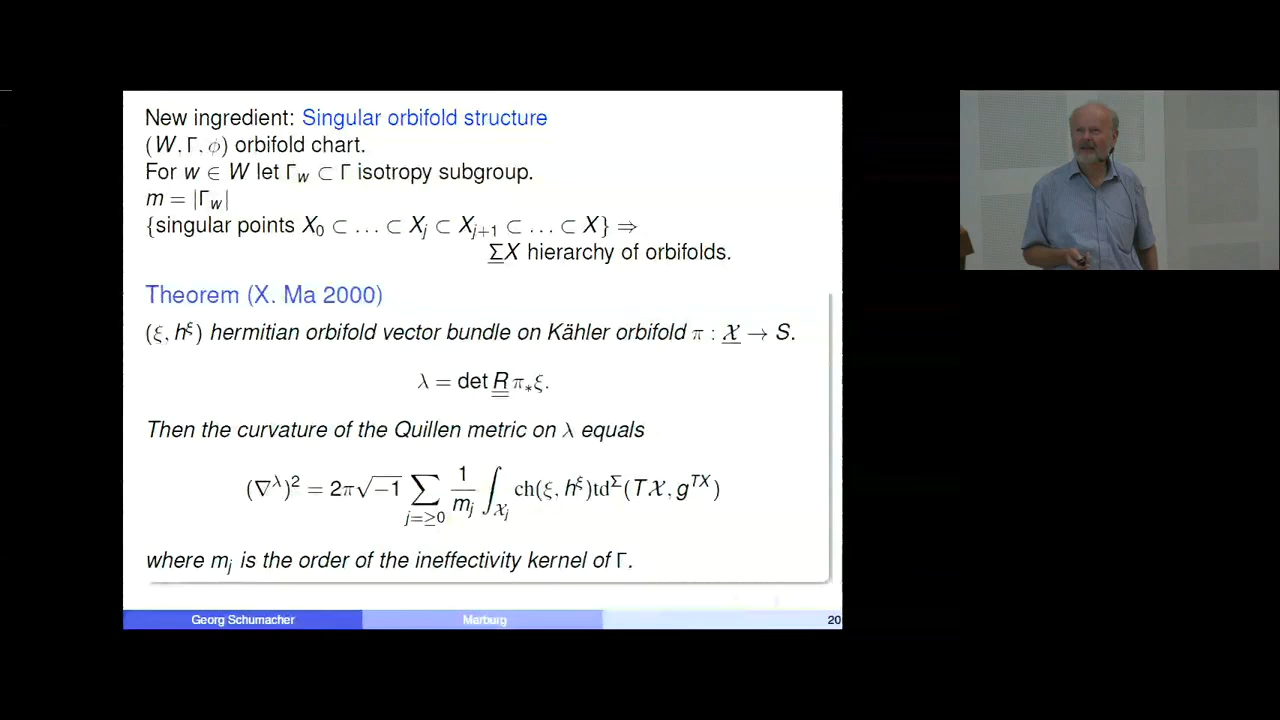 New ingredient: Singular orbifold structure
(W, Γ, ϕ) orbifold chart.
For w ∈ W let Γ_w ⊂ Γ isotropy subgroup.
m = |Γ_w|
{singular points X_0 ⊂ … ⊂ X_j ⊂ X_{j+1} ⊂ … ⊂ X} ⇒
ΣX hierarchy of orbifolds.
Theorem (X. Ma 2000)
(ξ, h^ξ) hermitian orbifold vector bundle on Kähler orbifold π : 𝒳 → S.
λ = det R π_*ξ.
Then the curvature of the Quillen metric on λ equals
(∇^λ)^2 = 2π√−1 ∑_{j=≥0} 1/m_j ∫_{𝒳_j} ch(ξ, h^ξ)td^Σ(T𝒳, g^{TX})
where m_j is the order of the ineffectivity kernel of Γ.
Georg Schumacher Marburg 20